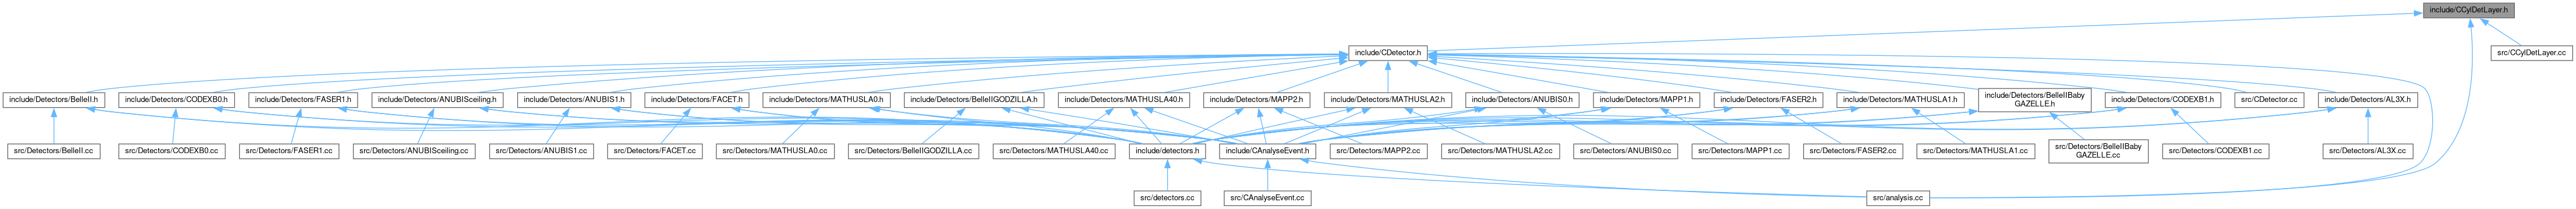 include/CCylDetLayer.h
include/CDetector.h
src/CCylDetLayer.cc
include/Detectors/BelleII.h
include/Detectors/CODEXB0.h
include/Detectors/FASER1.h
include/Detectors/ANUBISceiling.h
include/Detectors/ANUBIS1.h
include/Detectors/FACET.h
include/Detectors/MATHUSLA0.h
include/Detectors/BelleIIGODZILLA.h
include/Detectors/MATHUSLA40.h
include/Detectors/MAPP2.h
include/Detectors/MATHUSLA2.h
include/Detectors/ANUBIS0.h
include/Detectors/MAPP1.h
include/Detectors/FASER2.h
include/Detectors/MATHUSLA1.h
include/Detectors/BelleIIBaby
GAZELLE.h
include/Detectors/CODEXB1.h
src/CDetector.cc
include/Detectors/AL3X.h
src/Detectors/BelleII.cc
src/Detectors/CODEXB0.cc
src/Detectors/FASER1.cc
src/Detectors/ANUBISceiling.cc
src/Detectors/ANUBIS1.cc
src/Detectors/FACET.cc
src/Detectors/MATHUSLA0.cc
src/Detectors/BelleIIGODZILLA.cc
src/Detectors/MATHUSLA40.cc
include/detectors.h
include/CAnalyseEvent.h
src/Detectors/MAPP2.cc
src/Detectors/MATHUSLA2.cc
src/Detectors/ANUBIS0.cc
src/Detectors/MAPP1.cc
src/Detectors/FASER2.cc
src/Detectors/MATHUSLA1.cc
src/Detectors/BelleIIBaby
GAZELLE.cc
src/Detectors/CODEXB1.cc
src/Detectors/AL3X.cc
src/detectors.cc
src/CAnalyseEvent.cc
src/analysis.cc